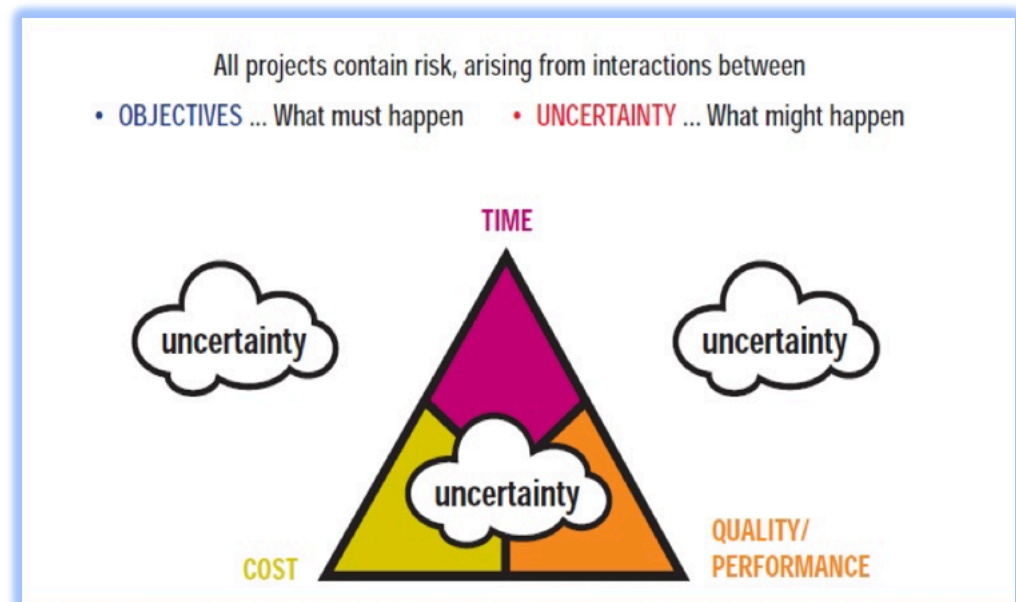 All projects contain risk, arising from interactions between
• OBJECTIVES ... What must happen • UNCERTAINTY ... What might happen
TIME
uncertainty
uncertainty
uncertainty
COST
QUALITY/
PERFORMANCE